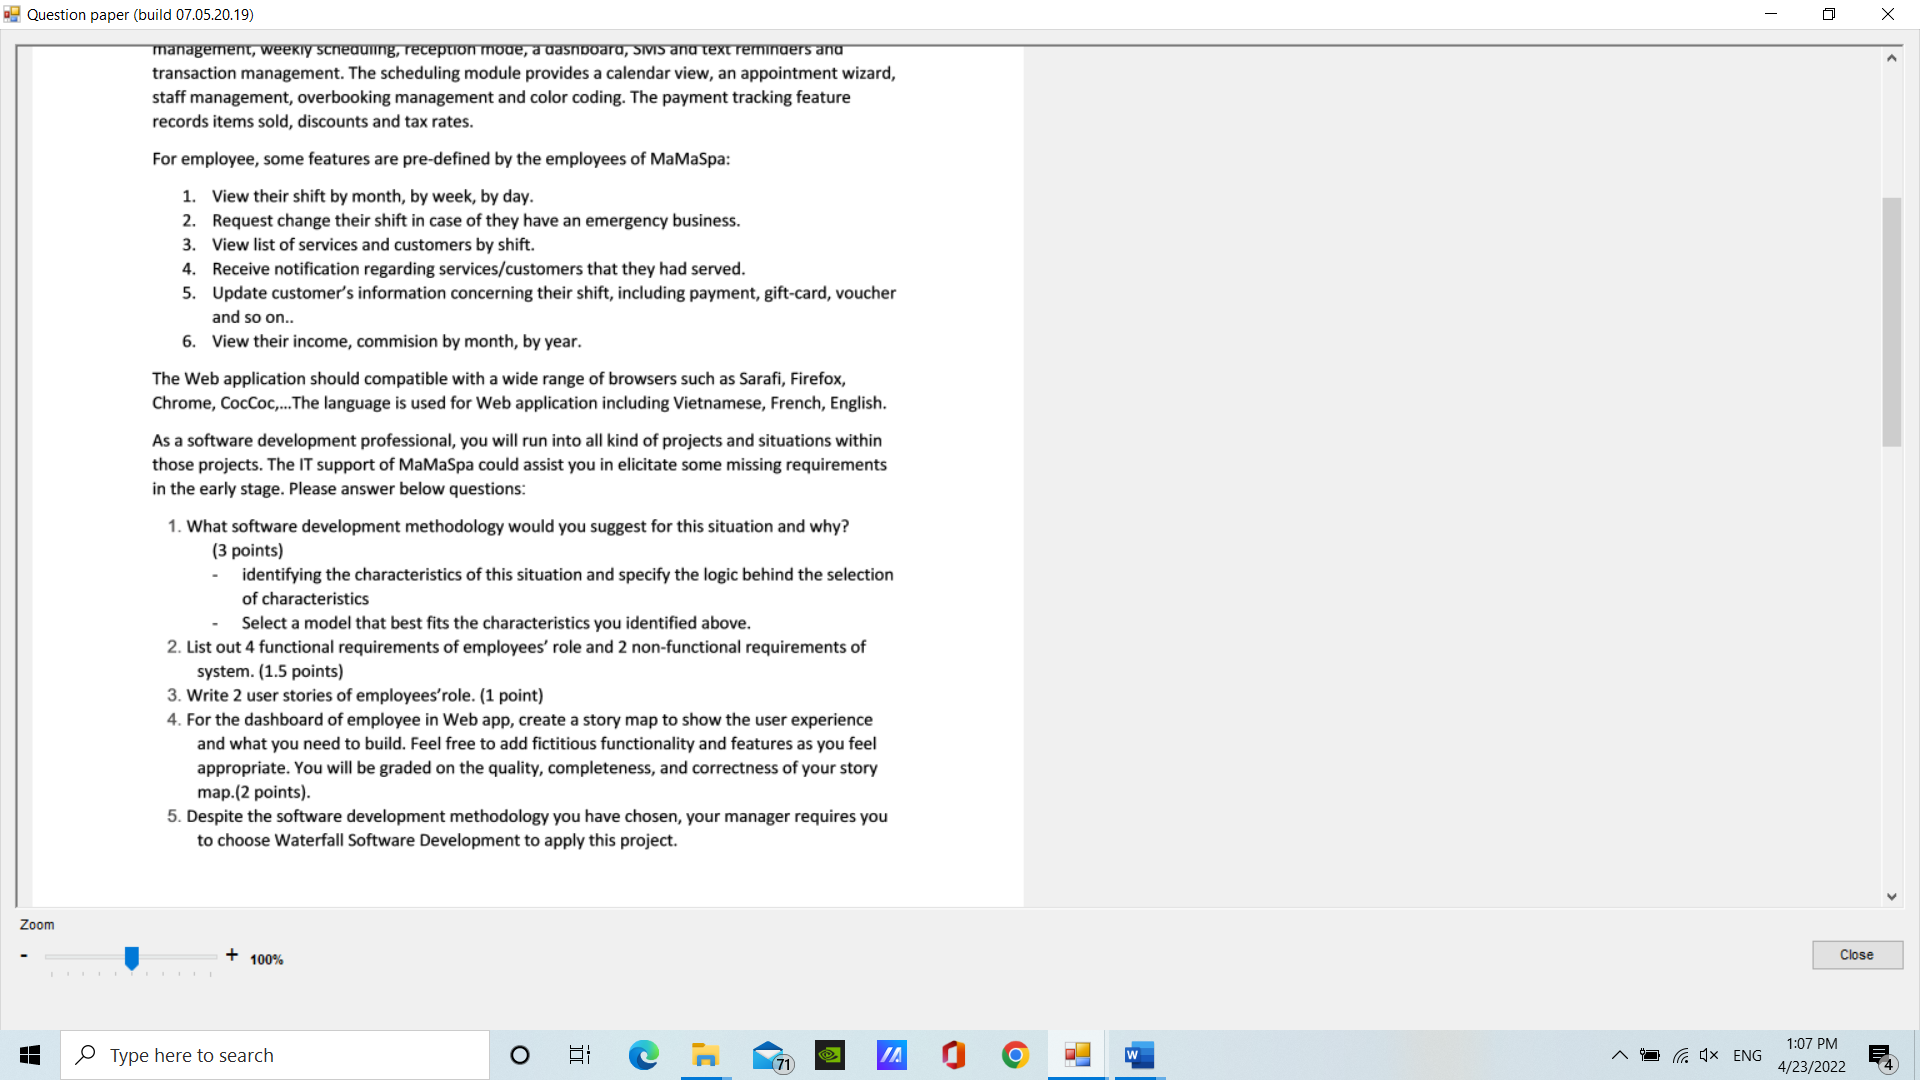 Question paper (build 07.05.20.19)
management, weekly scheduling, reception mode, a dashboard, SMS and text reminders and
transaction management. The scheduling module provides a calendar view, an appointment wizard,
staff management, overbooking management and color coding. The payment tracking feature
records items sold, discounts and tax rates.
For employee, some features are pre-defined by the employees of MaMaSpa:
1. View their shift by month, by week, by day.
2. Request change their shift in case of they have an emergency business.
3. View list of services and customers by shift.
4. Receive notification regarding services/customers that they had served.
5. Update customer's information concerning their shift, including payment, gift-card, voucher
and so on..
6. View their income, commision by month, by year.
The Web application should compatible with a wide range of browsers such as Sarafi, Firefox,
Chrome, CocCoc,...The language is used for Web application including Vietnamese, French, English.
As a software development professional, you will run into all kind of projects and situations within
those projects. The IT support of MaMaSpa could assist you in elicitate some missing requirements
in the early stage. Please answer below questions:
1. What software development methodology would you suggest for this situation and why?
(3 points)
- identifying the characteristics of this situation and specify the logic behind the selection
of characteristics
- Select a model that best fits the characteristics you identified above.
2. List out 4 functional requirements of employees' role and 2 non-functional requirements of
system. (1.5 points)
3. Write 2 user stories of employees'role. (1 point)
4. For the dashboard of employee in Web app, create a story map to show the user experience
and what you need to build. Feel free to add fictitious functionality and features as you feel
appropriate. You will be graded on the quality, completeness, and correctness of your story
map.(2 points).
5. Despite the software development methodology you have chosen, your manager requires you
to choose Waterfall Software Development to apply this project.
Zoom
- + 100%
Close
Type here to search
71
W
ENG
1:07 PM
4/23/2022
4